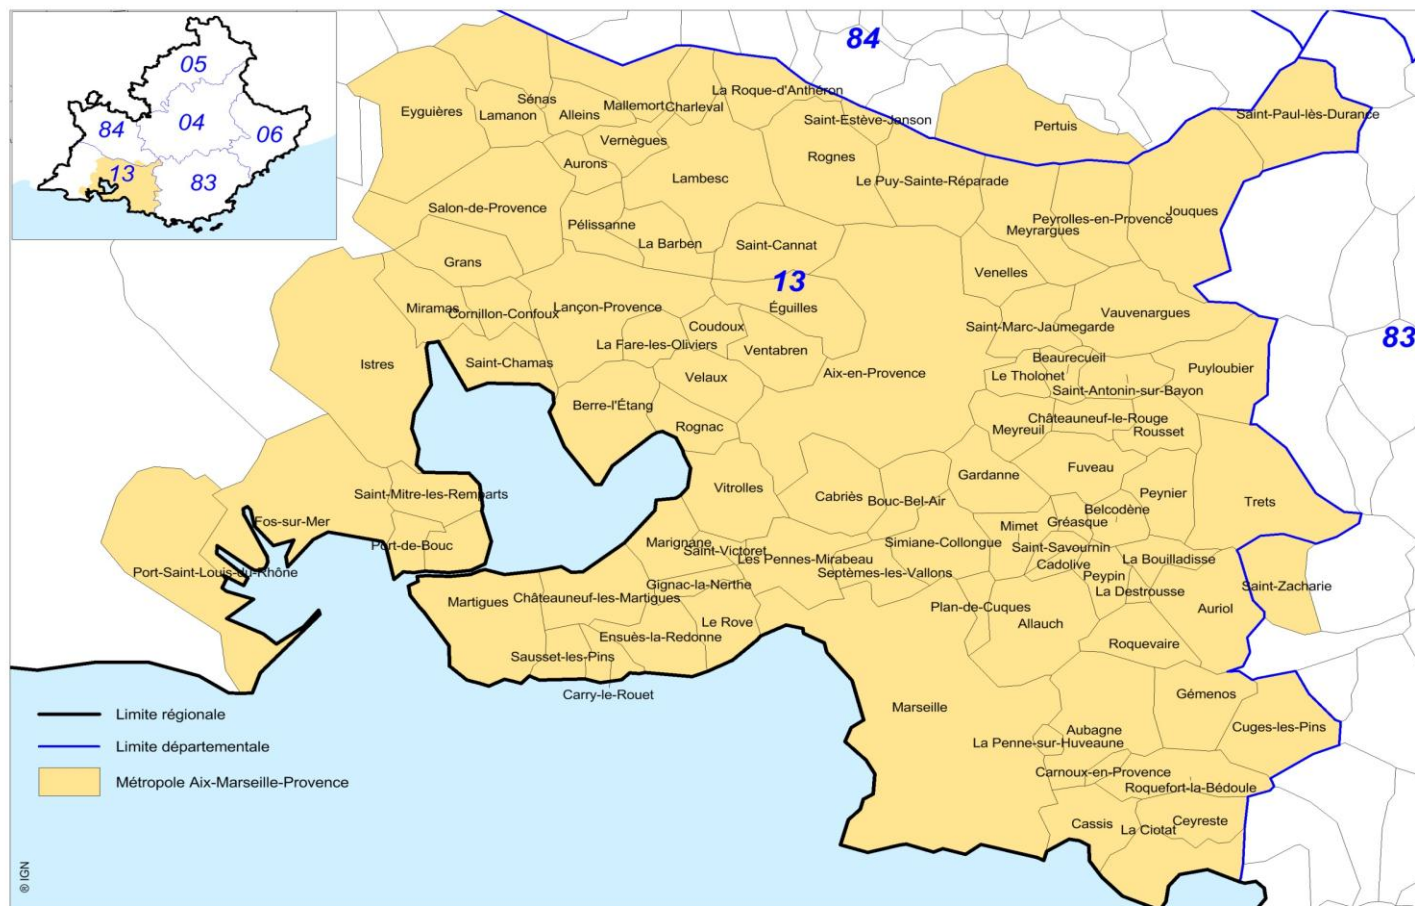 05
04
84
06
13
83
84
83
13
La Roque-d'Anthéron
Sénas
Mallemort
Charleval
Eyguières
Lamanon
Alleins
Saint-Estève-Janson
Pertuis
Saint-Paul-lès-Durance
Vernègues
Aurons
Rognes
Lambesc
Le Puy-Sainte-Réparade
Salon-de-Provence
Jouques
Peyrolles-en-Provence
Pélissanne
Meyrargues
La Barben
Saint-Cannat
Grans
Venelles
Miramas
Lançon-Provence
Éguilles
Cornillon-Confoux
Vauvenargues
Coudoux
Saint-Marc-Jaumegarde
La Fare-les-Oliviers
Ventabren
Beaurecueil
Istres
Saint-Chamas
Puyloubier
Aix-en-Provence
Velaux
Le Tholonet
Saint-Antonin-sur-Bayon
Berre-l'Étang
Châteauneuf-le-Rouge
Rognac
Meyreuil
Rousset
Fuveau
Gardanne
Vitrolles
Saint-Mitre-les-Remparts
Cabriès
Bouc-Bel-Air
Peynier
Trets
Belcodène
Fos-sur-Mer
Mimet
Gréasque
Port-de-Bouc
Marignane
Saint-Victoret
Simiane-Collongue
Saint-Savournin
Les Pennes-Mirabeau
La Bouilladisse
Cadolive
Port-Saint-Louis-du-Rhône
Septèmes-les-Vallons
Peypin
Gignac-la-Nerthe
Saint-Zacharie
La Destrousse
Châteauneuf-les-Martigues
Martigues
Plan-de-Cuques
Auriol
Le Rove
Allauch
Ensuès-la-Redonne
Roquevaire
Sausset-les-Pins
Carry-le-Rouet
Gémenos
Marseille
Limite régionale
Cuges-les-Pins
Aubagne
La Penne-sur-Huveaune
Limite départementale
Carnoux-en-Provence
Métropole Aix-Marseille-Provence
Roquefort-la-Bédoule
Cassis
Ceyreste
La Ciotat
® IGN